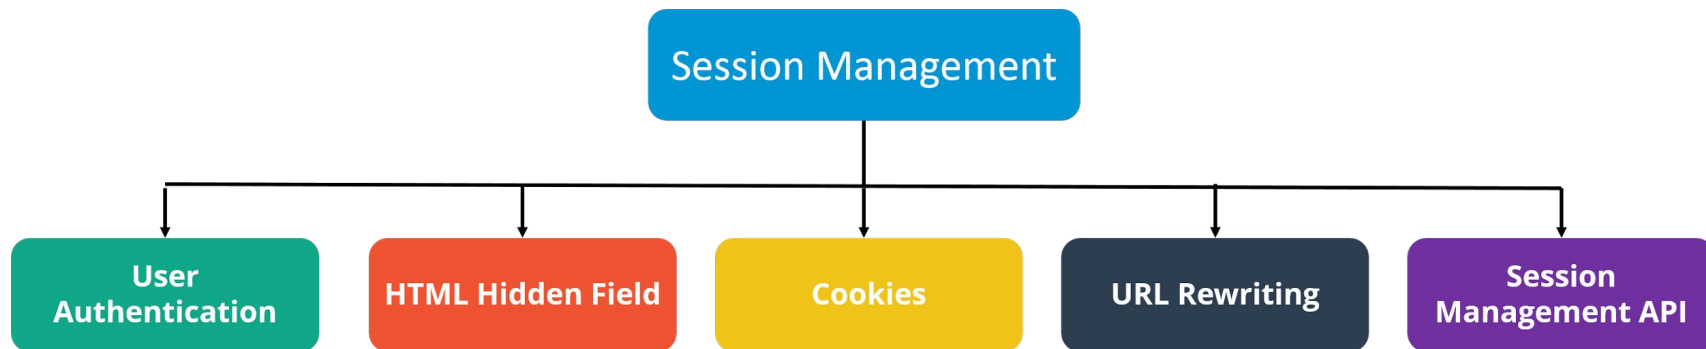 Session Management
User
Authentication
HTML Hidden Field
Cookies
URL Rewriting
Session
Management API